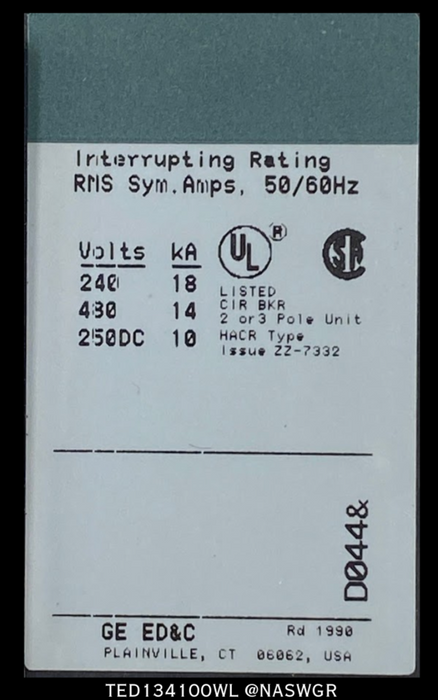 Interrupting Rating
RMS Sym.Amps, 50/60Hz
Volts kA
240 18
480 14
250DC 10
UL ®
SA
LISTED
CIR BKR
2 or3 Pole Unit
HACR Type
Issue ZZ-7332
D044&
GE ED&C Rd 1990
PLAINVILLE, CT 06062, USA
TED134100WL @NASWGR